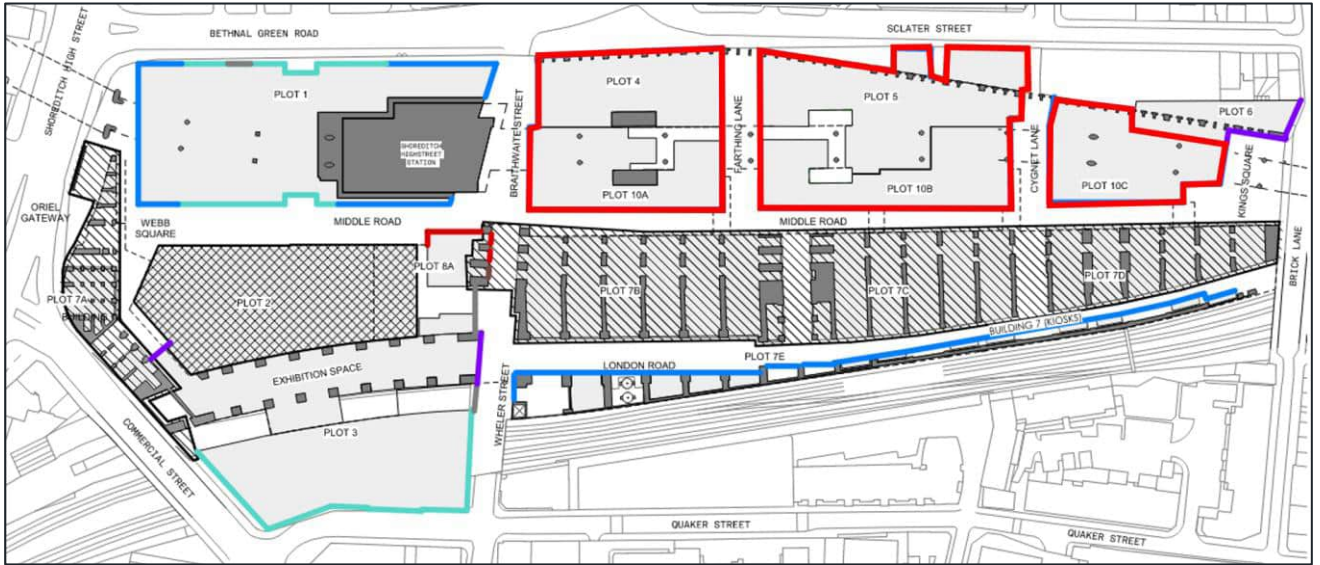 BETHNAL GREEN ROAD
SCLATER STREET
SHOREDITCH HIGH STREET
PLOT 1
PLOT 4
PLOT 5
PLOT 6
SHOREDITCH
HIGHSTREET
STATION
BRAITHWAITE STREET
FARTHING LANE
CYGNET LANE
KINGS SQUARE
PLOT 10A
PLOT 10B
PLOT 10C
ORIEL
GATEWAY
WEBB
SQUARE
MIDDLE ROAD
MIDDLE ROAD
BRICK LANE
PLOT 8A
PLOT 7A
PLOT 2
PLOT 7B
PLOT 7C
PLOT 7D
BUILDING 7 (KIOSKS)
PLOT 7E
LONDON ROAD
EXHIBITION SPACE
WHELER STREET
PLOT 3
COMMERCIAL STREET
QUAKER STREET
QUAKER STREET